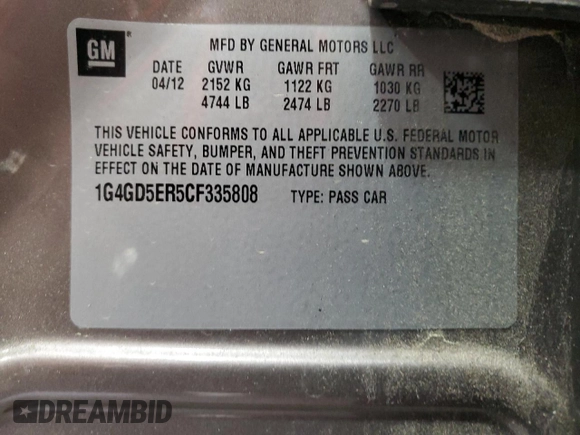 GM
MFD BY GENERAL MOTORS LLC
DATE GVWR GAWR FRT GAWR RR
04/12 2152 KG 1122 KG 1030 KG
4744 LB 2474 LB 2270 LB
THIS VEHICLE CONFORMS TO ALL APPLICABLE U.S. FEDERAL MOTOR
VEHICLE SAFETY, BUMPER, AND THEFT PREVENTION STANDARDS IN
EFFECT ON THE DATE OF MANUFACTURE SHOWN ABOVE.
1G4GD5ER5CF335808 TYPE: PASS CAR
DREAMBID